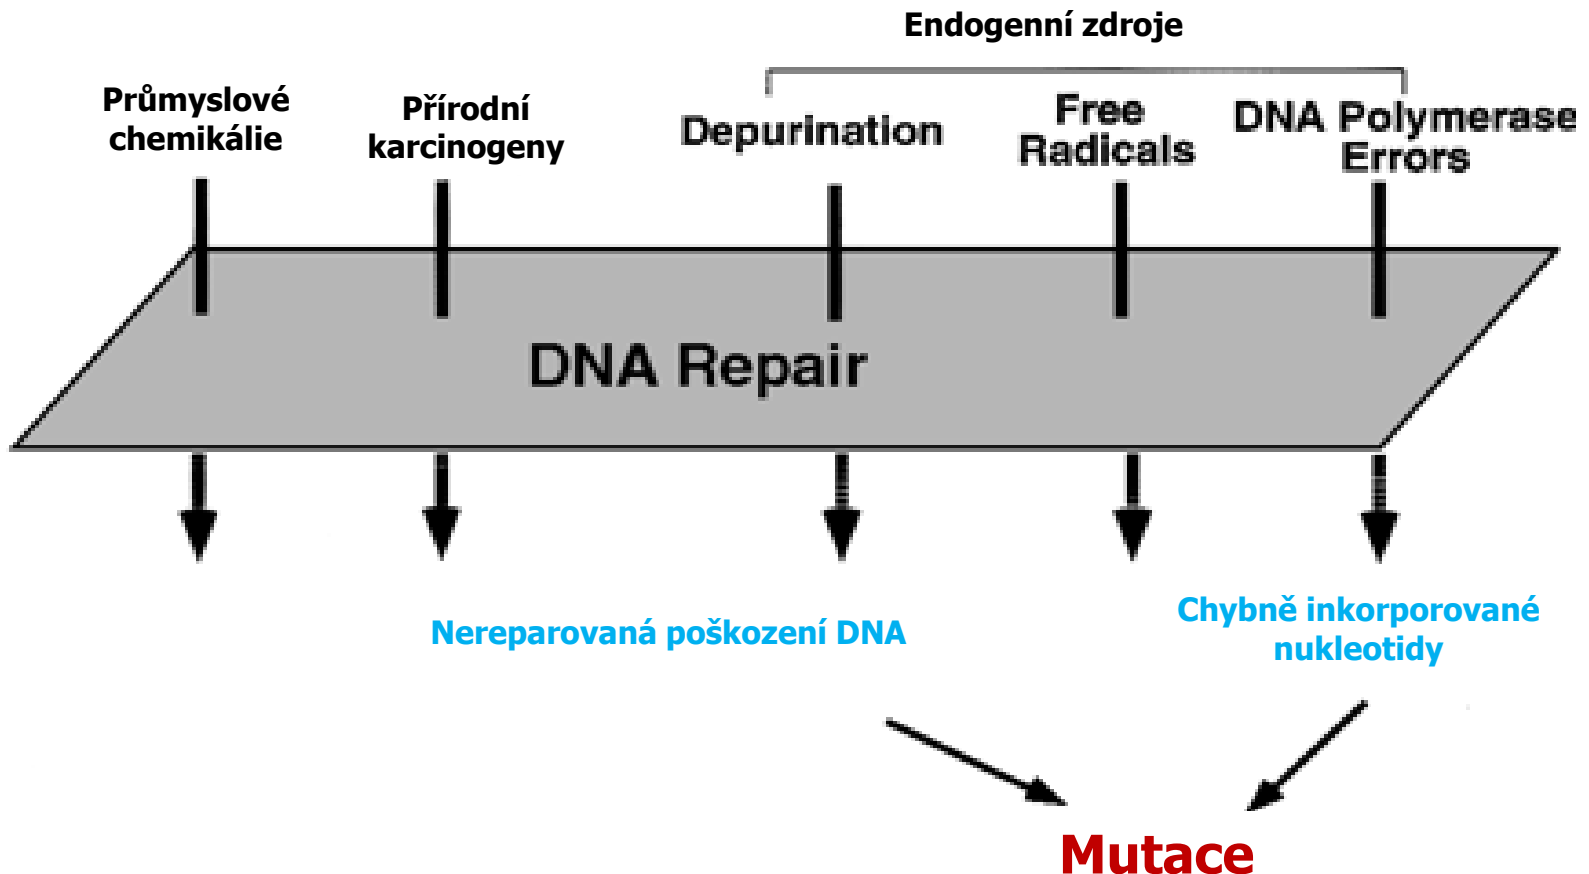 Endogenní zdroje
Průmyslové
chemikálie
Přírodní
karcinogeny
Depurination
Free
Radicals
DNA Polymerase
Errors
DNA Repair
Nereparovaná poškození DNA
Chybně inkorporované
nukleotidy
Mutace